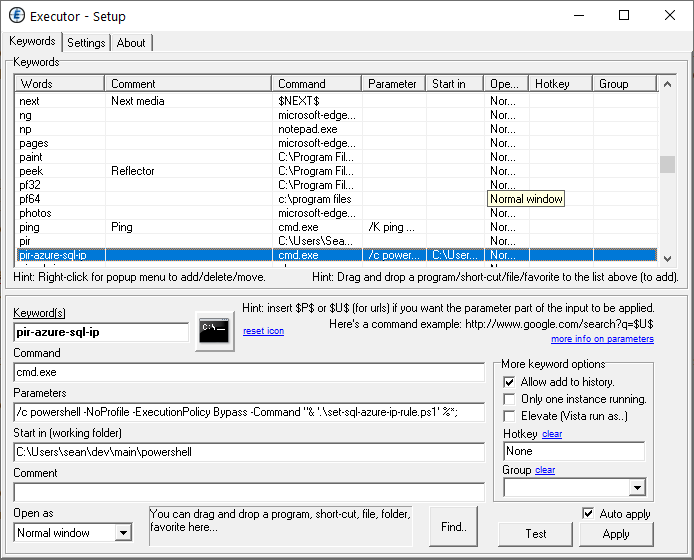 Executor - Setup
Keywords Settings About
Keywords
Words Comment Command Parameter Start in Ope... Hotkey Group
next Next media $NEXT$ Nor...
ng microsoft-edge... Nor...
np notepad.exe Nor...
pages microsoft-edge... Nor...
paint C:\Program Fil... Nor...
peek Reflector C:\Program Fil... Nor...
pf32 C:\Program Fil... Nor...
pf64 c:\program files Normal window
photos microsoft-edge... Nor...
ping Ping cmd.exe /K ping ... Nor...
pir C:\Users\Sea... Nor...
pir-azure-sql-ip cmd.exe /c power... C:\User... Nor...
Hint: Right-click for popup menu to add/delete/move. Hint: Drag and drop a program/short-cut/file/favorite to the list above (to add).
Keyword(s)
pir-azure-sql-ip
C:\
reset icon
Hint: insert $P$ or $U$ (for urls) if you want the parameter part of the input to be applied.
Here's a command example: http://www.google.com/search?q=$U$
more info on parameters
Command
cmd.exe
Parameters
/c powershell -NoProfile -ExecutionPolicy Bypass -Command "& '.\set-sql-azure-ip-rule.ps1' %*;
Start in (working folder)
C:\Users\sean\dev\main\powershell
Comment
Open as
Normal window
You can drag and drop a program, short-cut, file, folder,
favorite here...
Find..
More keyword options
Allow add to history.
Only one instance running.
Elevate (Vista run as..)
Hotkey clear
None
Group clear
Auto apply
Test Apply